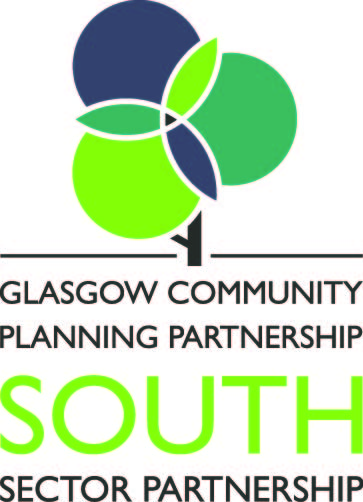 GLASGOW COMMUNITY
PLANNING PARTNERSHIP
SOUTH
SECTOR PARTNERSHIP